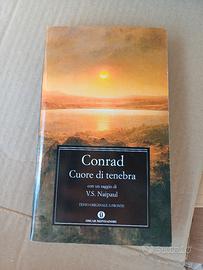 Conrad
Cuore di tenebra
con un saggio di
V.S. Naipaul
TESTO ORIGINALE A FRONTE
OSCAR MONDADORI